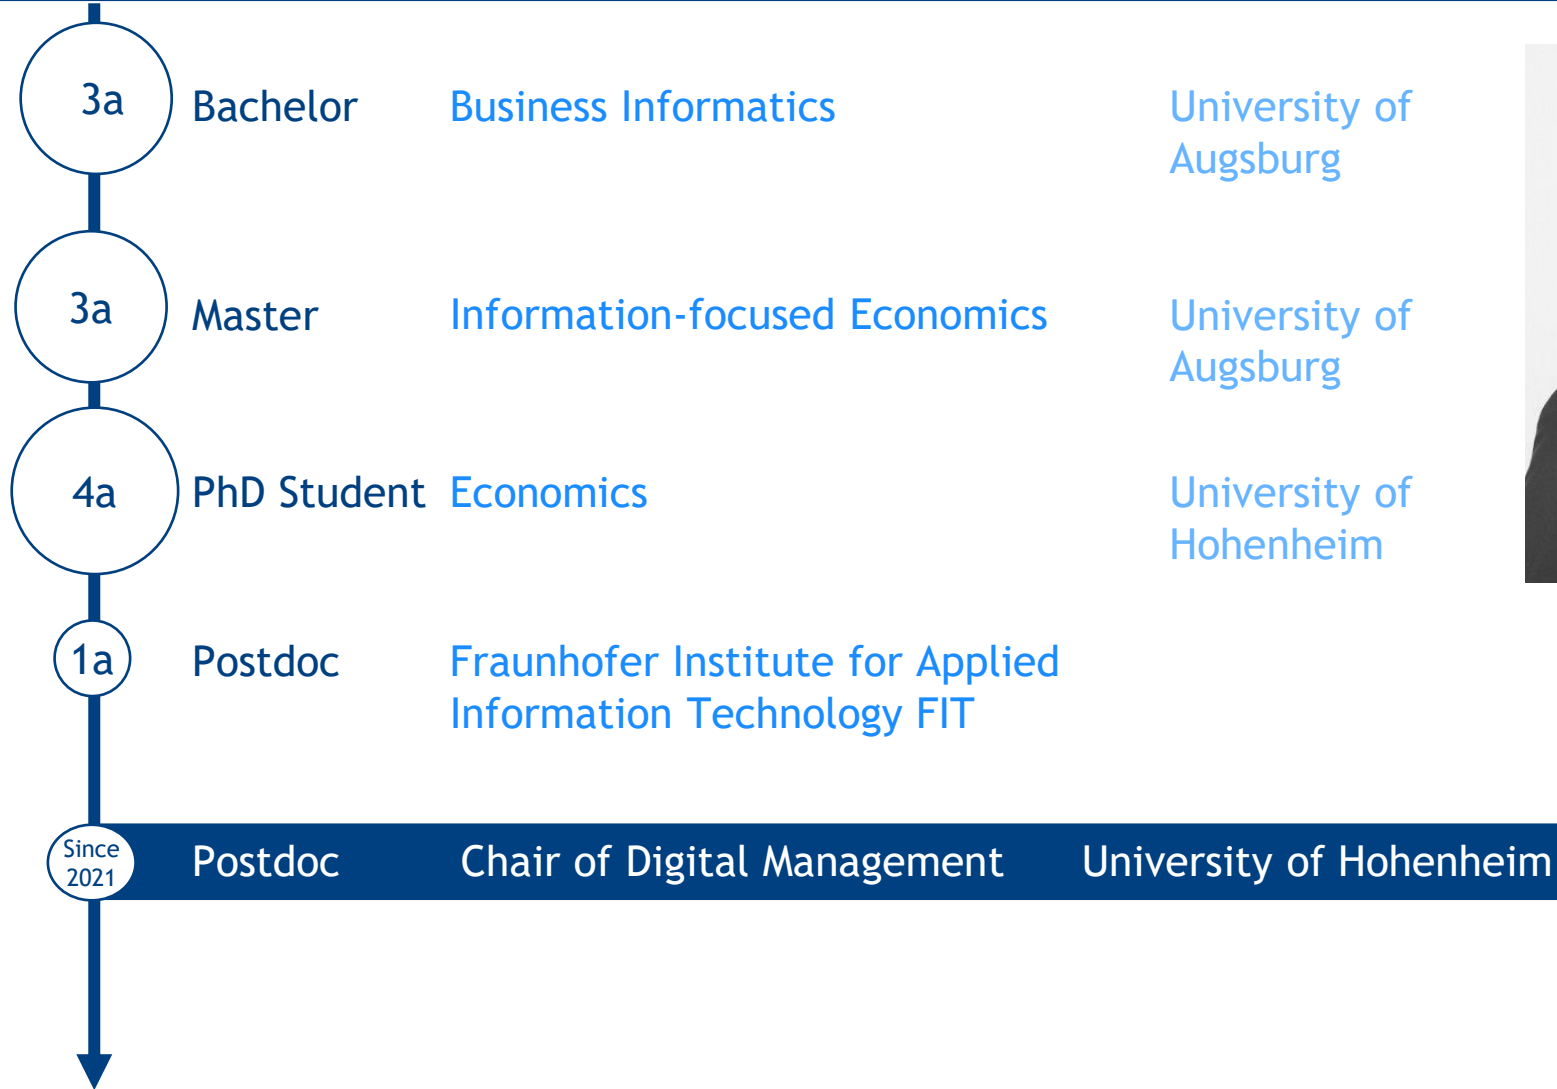 3a
Bachelor
Business Informatics
University of
Augsburg
3a
Master
Information-focused Economics
University of
Augsburg
4a
PhD Student
Economics
University of
Hohenheim
1a
Postdoc
Fraunhofer Institute for Applied
Information Technology FIT
Since
2021
Postdoc
Chair of Digital Management
University of Hohenheim